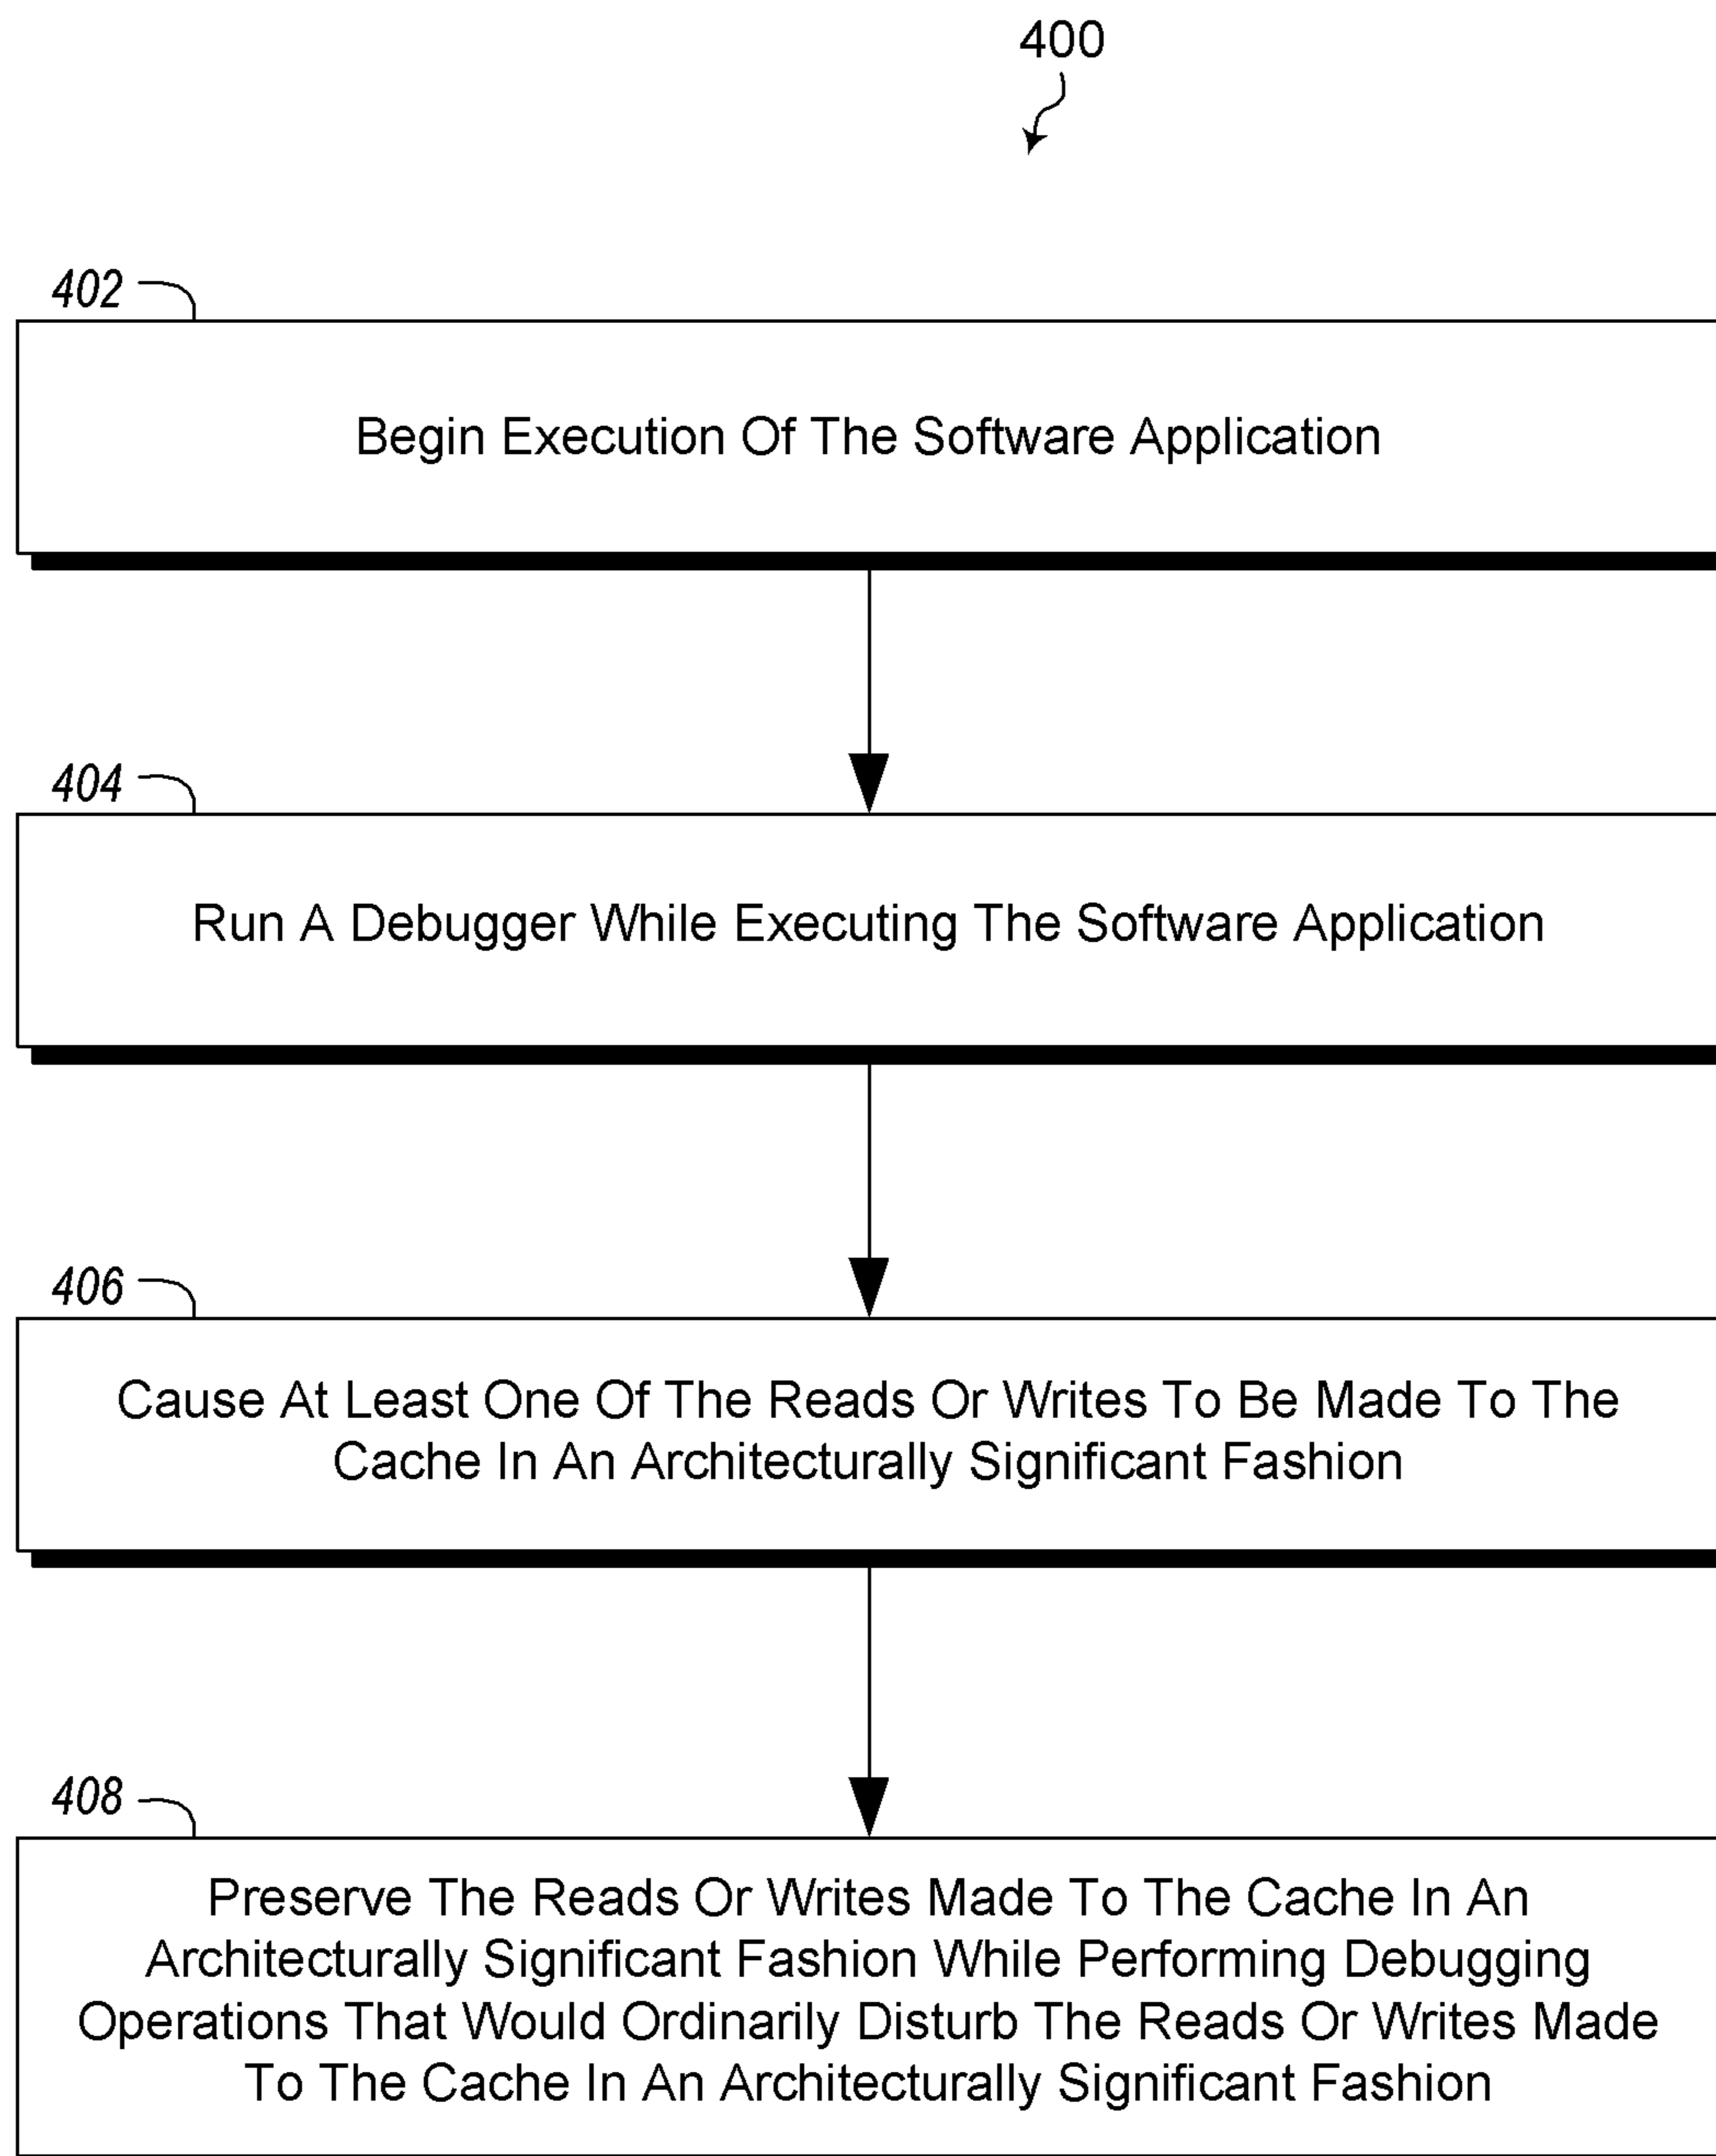 400
402
Begin Execution Of The Software Application
404
Run A Debugger While Executing The Software Application
406
Cause At Least One Of The Reads Or Writes To Be Made To The
Cache In An Architecturally Significant Fashion
408
Preserve The Reads Or Writes Made To The Cache In An
Architecturally Significant Fashion While Performing Debugging
Operations That Would Ordinarily Disturb The Reads Or Writes Made
To The Cache In An Architecturally Significant Fashion